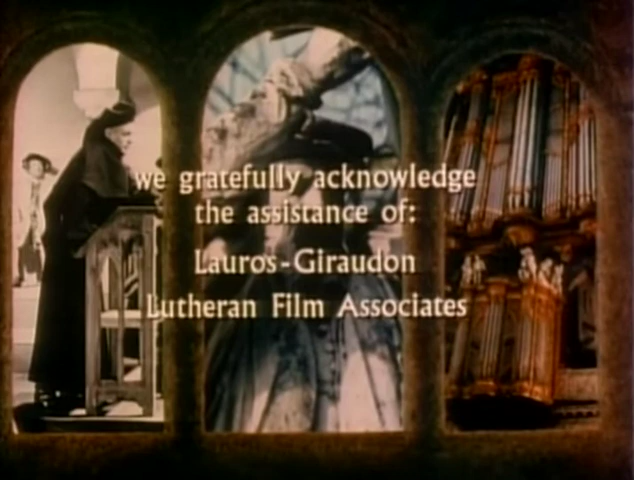 we gratefully acknowledge
the assistance of:
Lauros-Giraudon
Lutheran Film Associates